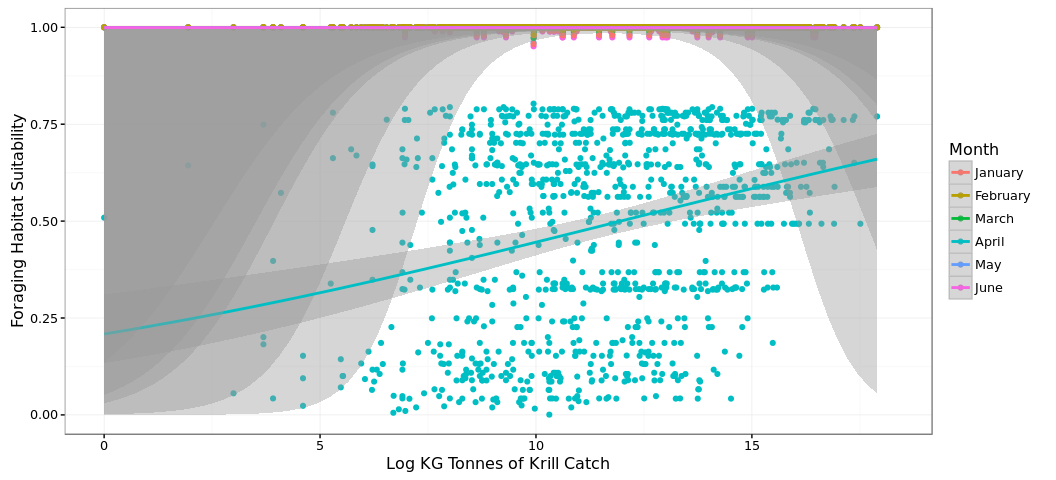 1.00
0.75
0.50
0.25
0.00
Foraging Habitat Suitability
0
5
10
15
Log KG Tonnes of Krill Catch
Month
January
February
March
April
May
June